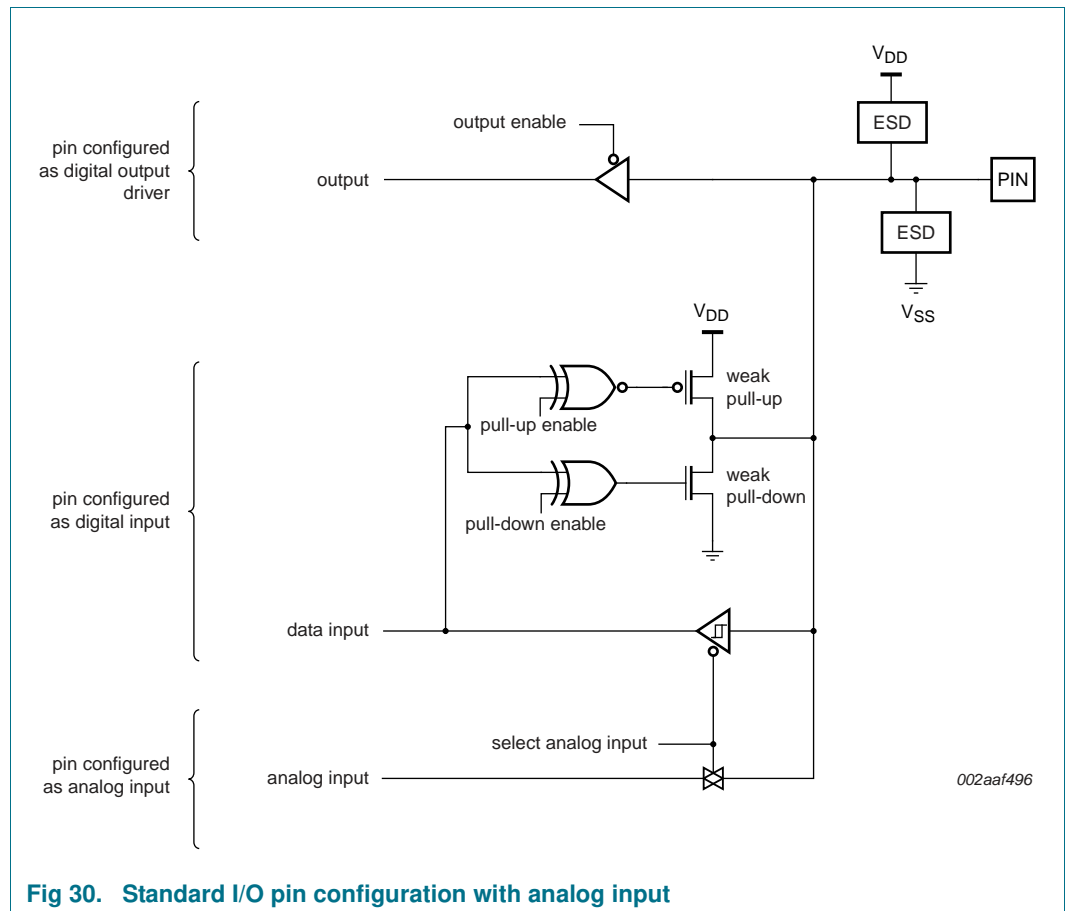 VDD
ESD
output enable
pin configured
as digital output
driver
output
PIN
ESD
VSS
VDD
weak
pull-up
pull-up enable
weak
pull-down
pin configured
as digital input
pull-down enable
data input
select analog input
pin configured
as analog input
analog input
002aaf496
Fig 30. Standard I/O pin configuration with analog input